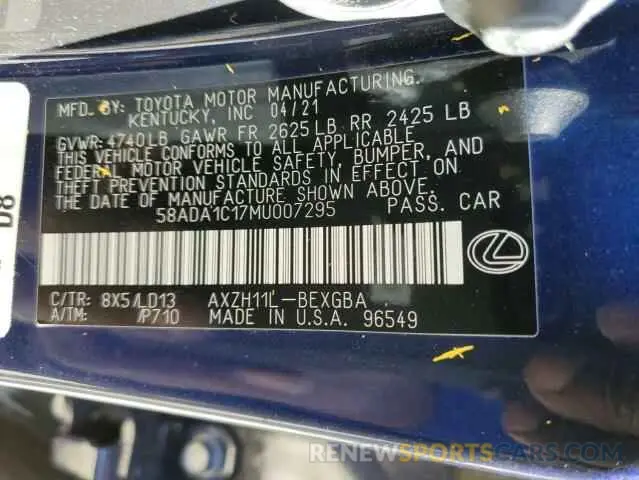 MFD. BY: TOYOTA MOTOR MANUFACTURING.
KENTUCKY, INC 04/21
GVWR: 4740LB GAWR FR 2625LB RR 2425 LB
THIS VEHICLE CONFORMS TO ALL APPLICABLE
FEDERAL MOTOR VEHICLE SAFETY, BUMPER, AND
THEFT PREVENTION STANDARDS IN EFFECT ON
THE DATE OF MANUFACTURE SHOWN ABOVE.
58ADA1C17MU007295 PASS. CAR
C/TR: 8X5/LD13 AXZH11L-BEXGBA
A/TM: /P710 MADE IN U.S.A. 96549
D8
RENEWSPORTSCARS.COM